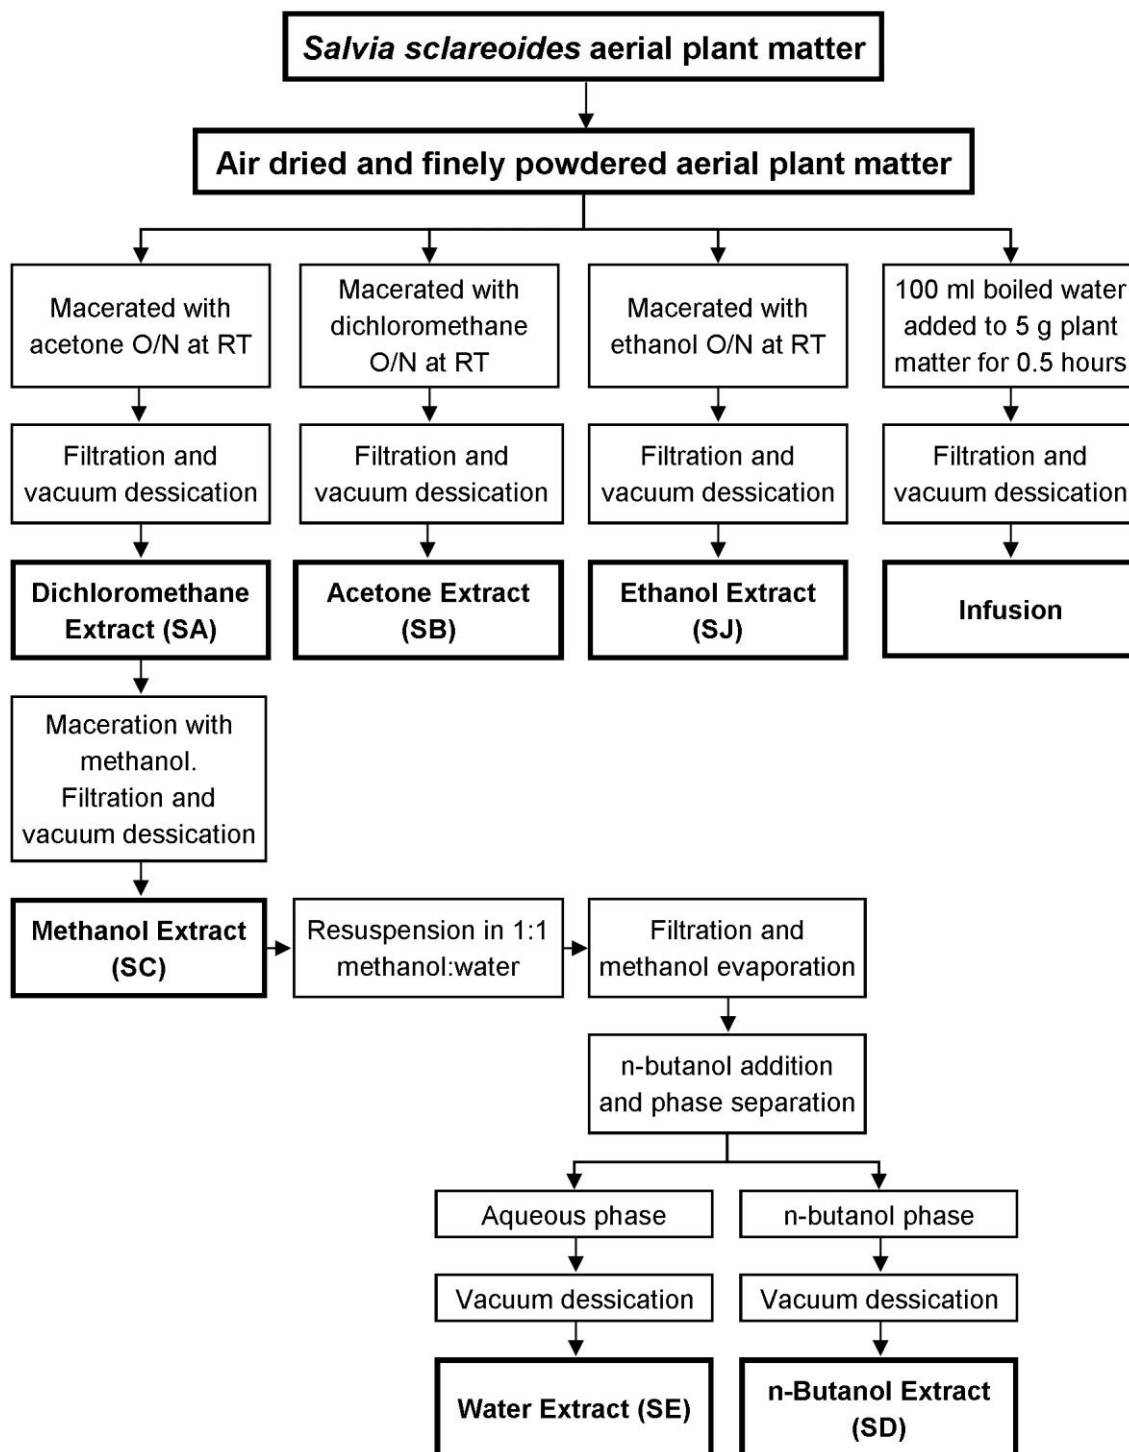 Salvia sclareoides aerial plant matter
Air dried and finely powdered aerial plant matter
Macerated with
acetone O/N at RT
Macerated with
dichloromethane
O/N at RT
Macerated with
ethanol O/N at RT
100 ml boiled water
added to 5 g plant
matter for 0.5 hours
Filtration and
vacuum dessication
Filtration and
vacuum dessication
Filtration and
vacuum dessication
Filtration and
vacuum dessication
Dichloromethane
Extract (SA)
Acetone Extract
(SB)
Ethanol Extract
(SJ)
Infusion
Maceration with
methanol.
Filtration and
vacuum dessication
Methanol Extract
(SC)
Resuspension in 1:1
methanol:water
Filtration and
methanol evaporation
n-butanol addition
and phase separation
Aqueous phase
n-butanol phase
Vacuum dessication
Vacuum dessication
Water Extract (SE)
n-Butanol Extract
(SD)